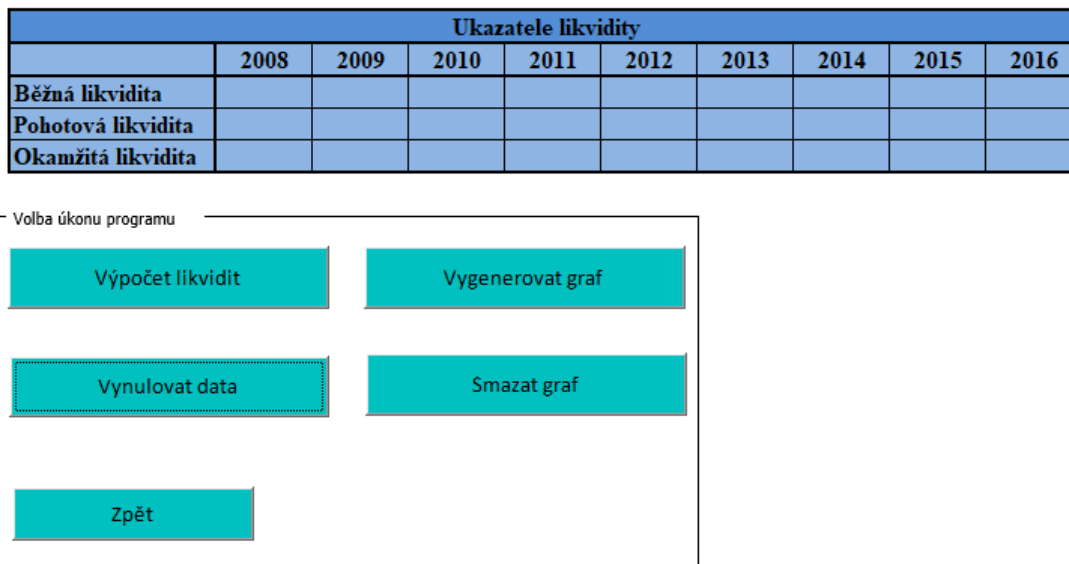 Ukazatele likvidity
2008 2009 2010 2011 2012 2013 2014 2015 2016
Běžná likvidita
Pohotová likvidita
Okamžitá likvidita
Volba úkonu programu
Výpočet likvidit Vygenerovat graf
Vynulovat data Smazat graf
Zpět